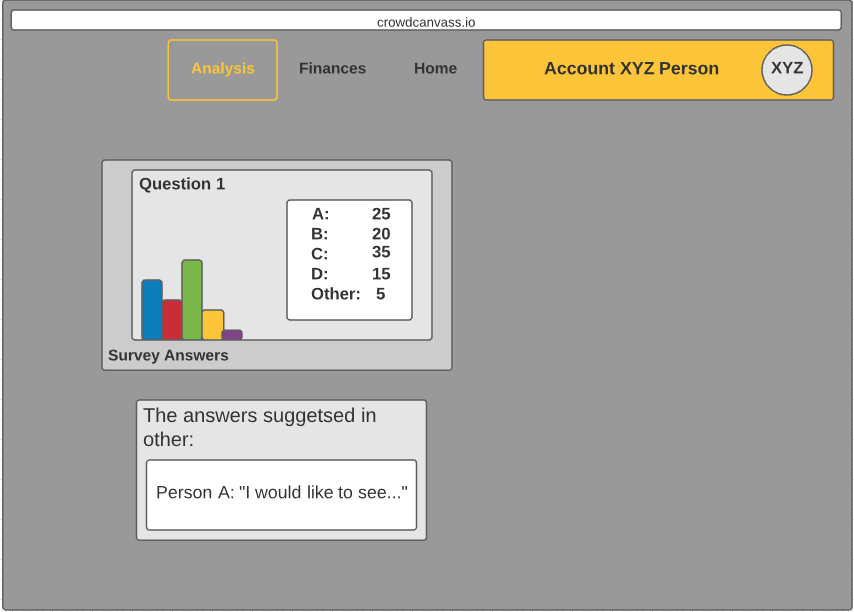 crowdcanvass.io
Analysis Finances Home Account XYZ Person XYZ
Question 1
A: 25
B: 20
C: 35
D: 15
Other: 5
Survey Answers
The answers suggetsed in
other:
Person A: "I would like to see..."